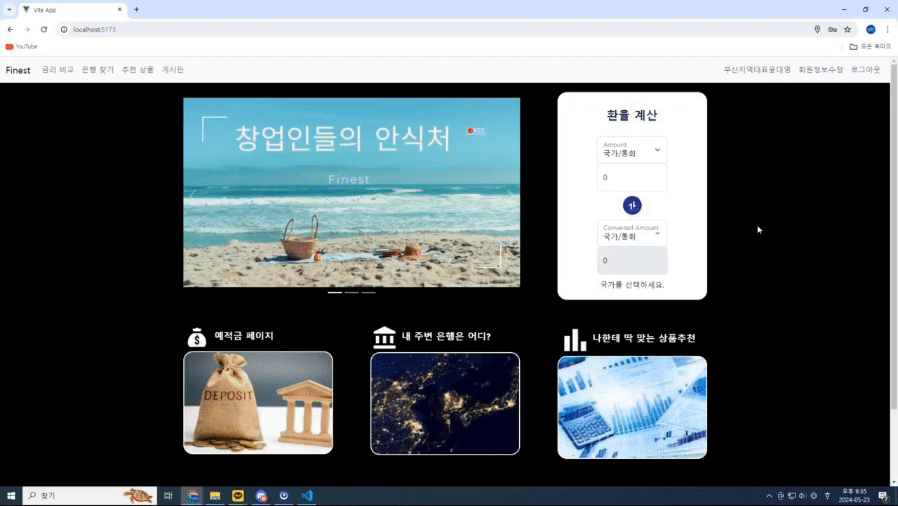 Vite App
localhost:5173
YouTube
모든 북마크
Finest 금리 비교 은행 찾기 추천 상품 게시판
부산지역대표윤대영 회원정보수정 로그아웃
창업인들의 안식처
Finest
환율 계산
Amount
국가/통화
0
Converted Amount
국가/통화
0
국가를 선택하세요.
예적금 페이지
내 주변 은행은 어디?
나한테 딱 맞는 상품추천
DEPOSIT
찾기
오후 9:35
2024-05-23